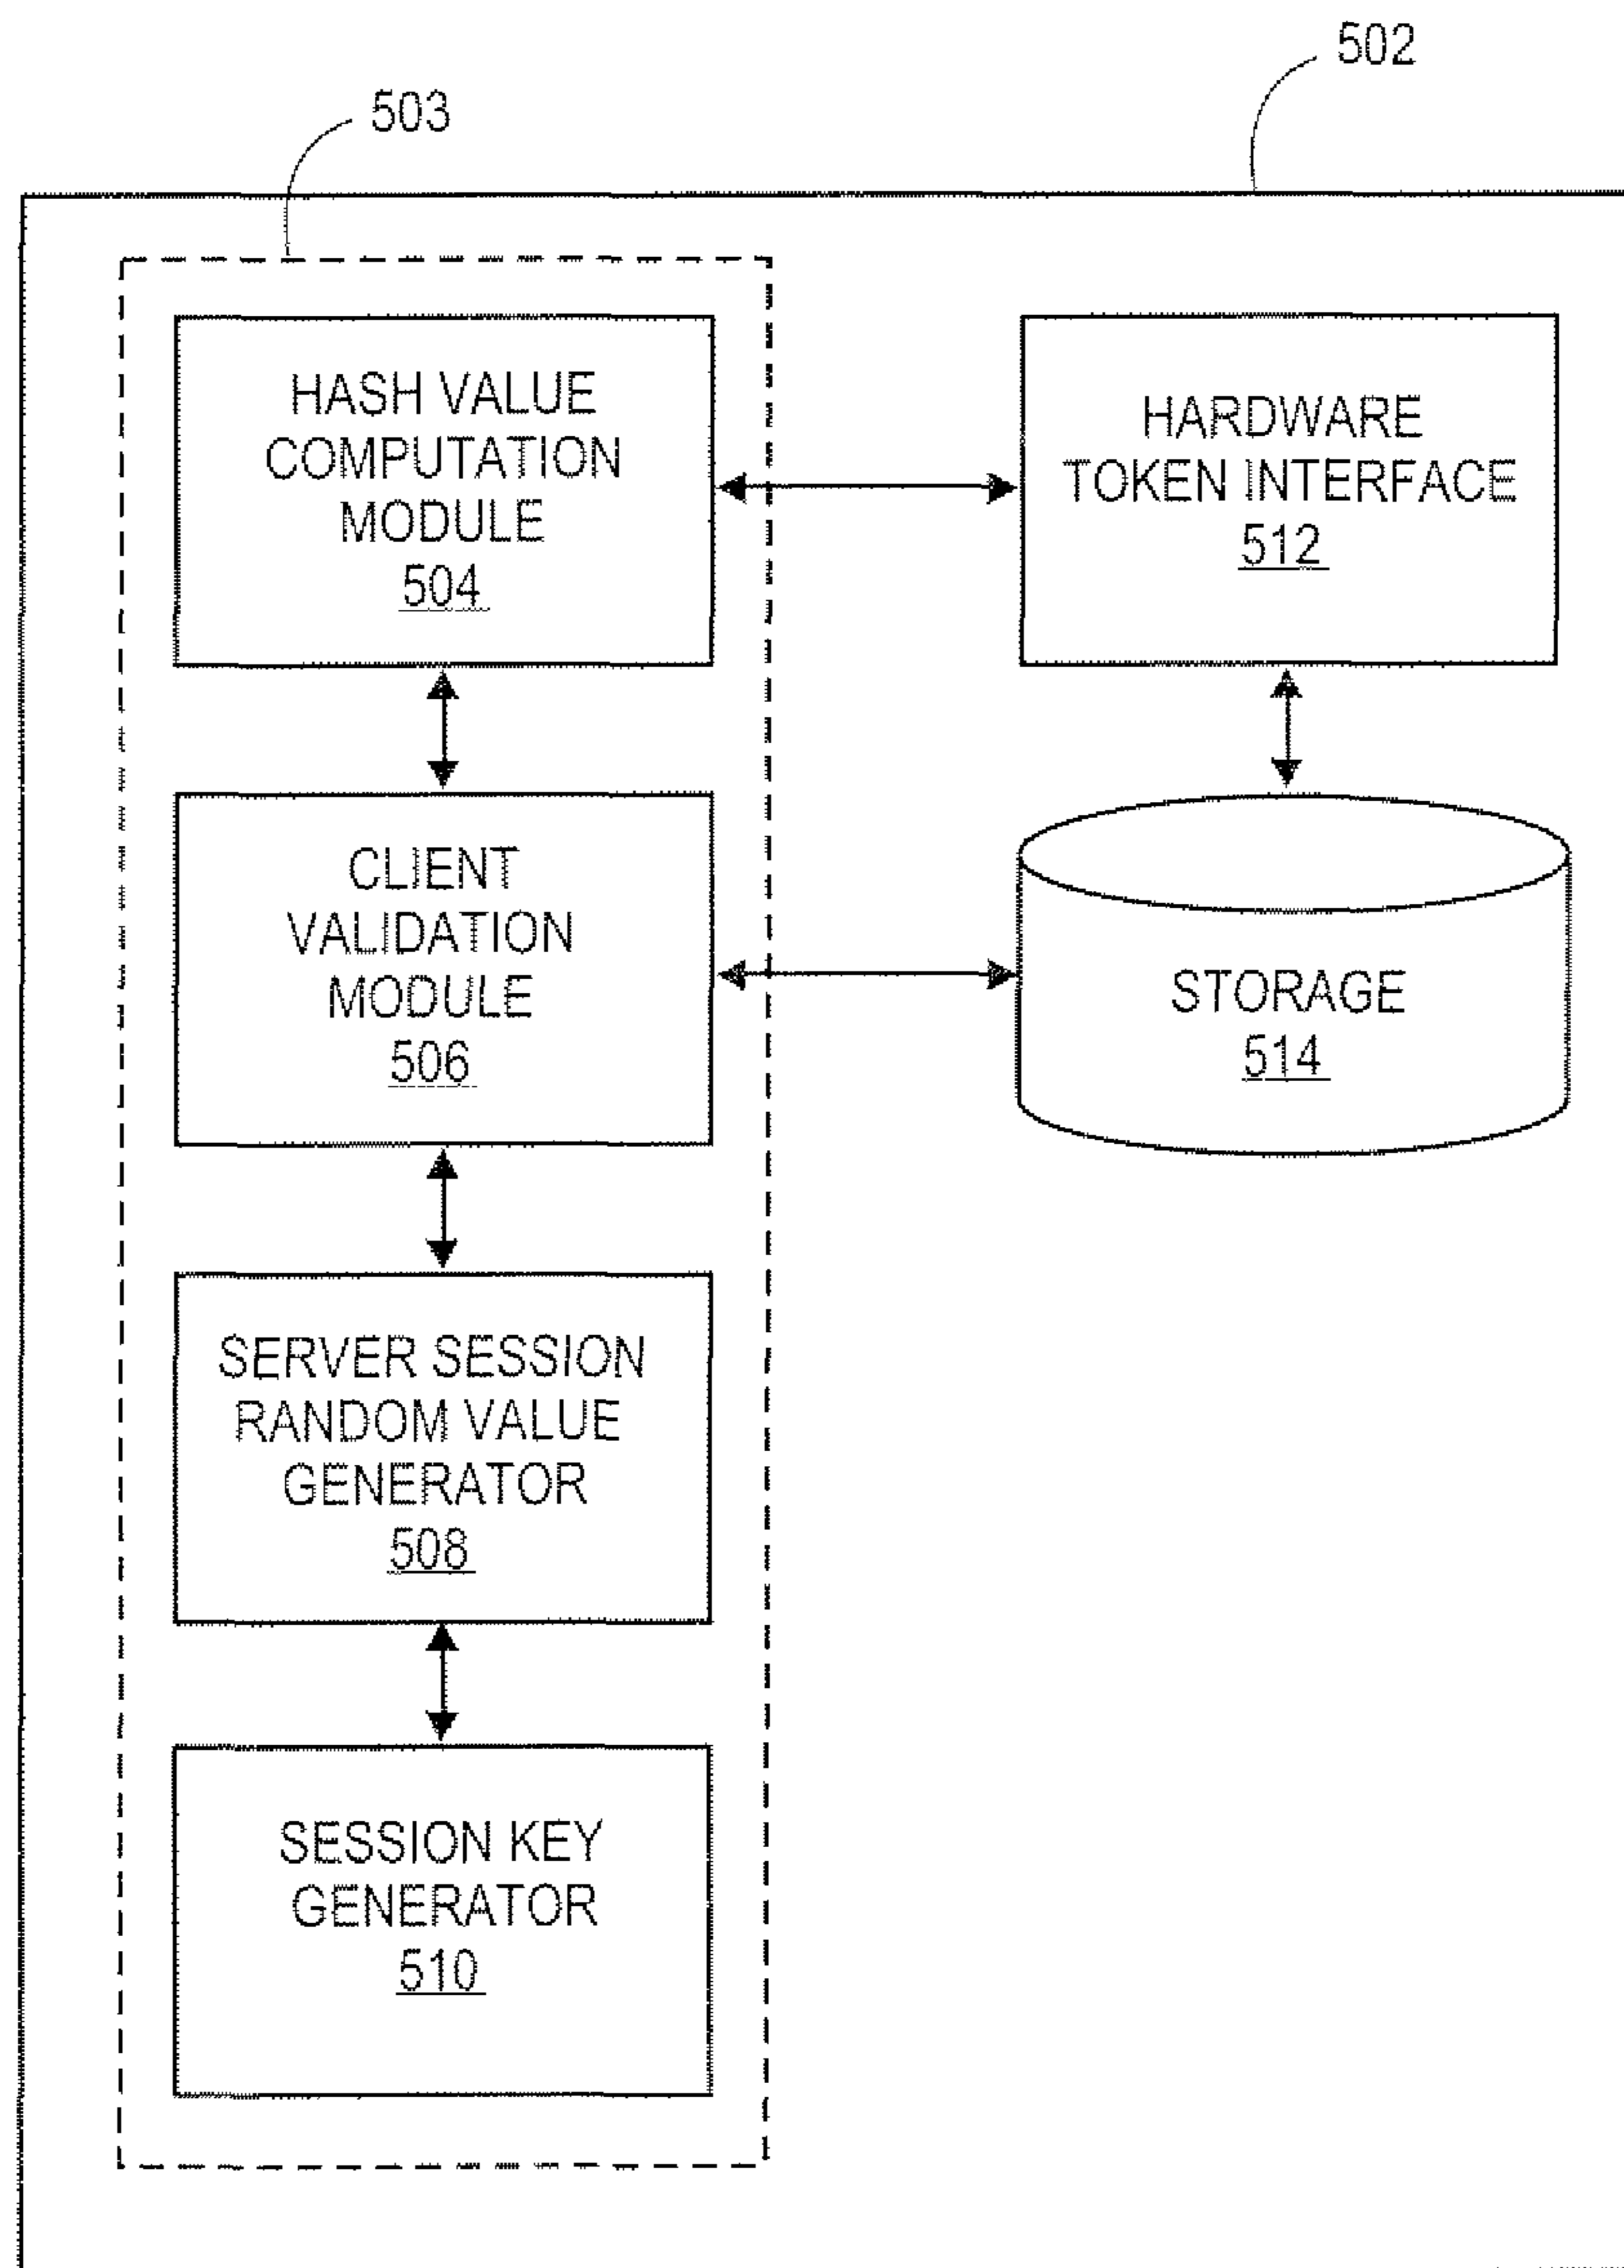 502
503
HASH VALUE
COMPUTATION
MODULE
504
HARDWARE
TOKEN INTERFACE
512
CLIENT
VALIDATION
MODULE
506
STORAGE
514
SERVER SESSION
RANDOM VALUE
GENERATOR
508
SESSION KEY
GENERATOR
510